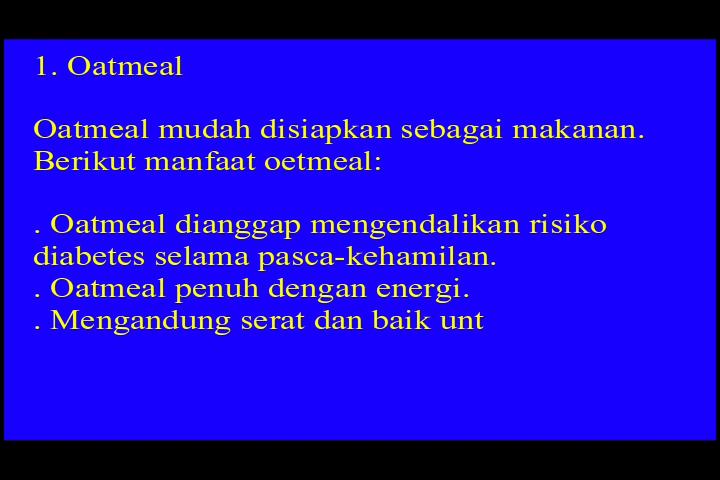 1. Oatmeal
Oatmeal mudah disiapkan sebagai makanan.
Berikut manfaat oetmeal:
. Oatmeal dianggap mengendalikan risiko
diabetes selama pasca-kehamilan.
. Oatmeal penuh dengan energi.
. Mengandung serat dan baik unt